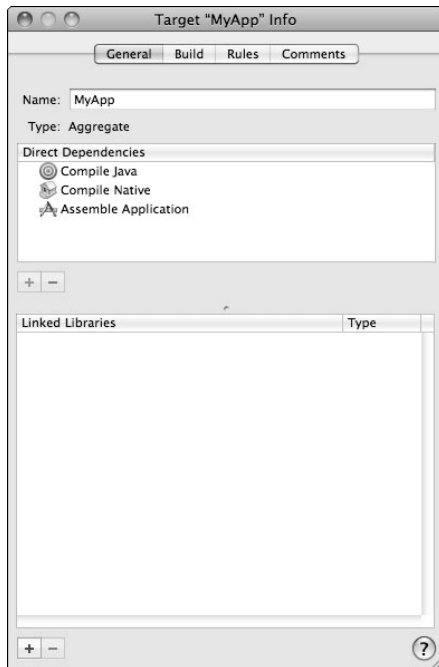 Target “MyApp” Info
General Build Rules Comments
Name: MyApp
Type: Aggregate
Direct Dependencies
Compile Java
Compile Native
Assemble Application
+ −
Linked Libraries Type
+ − ?